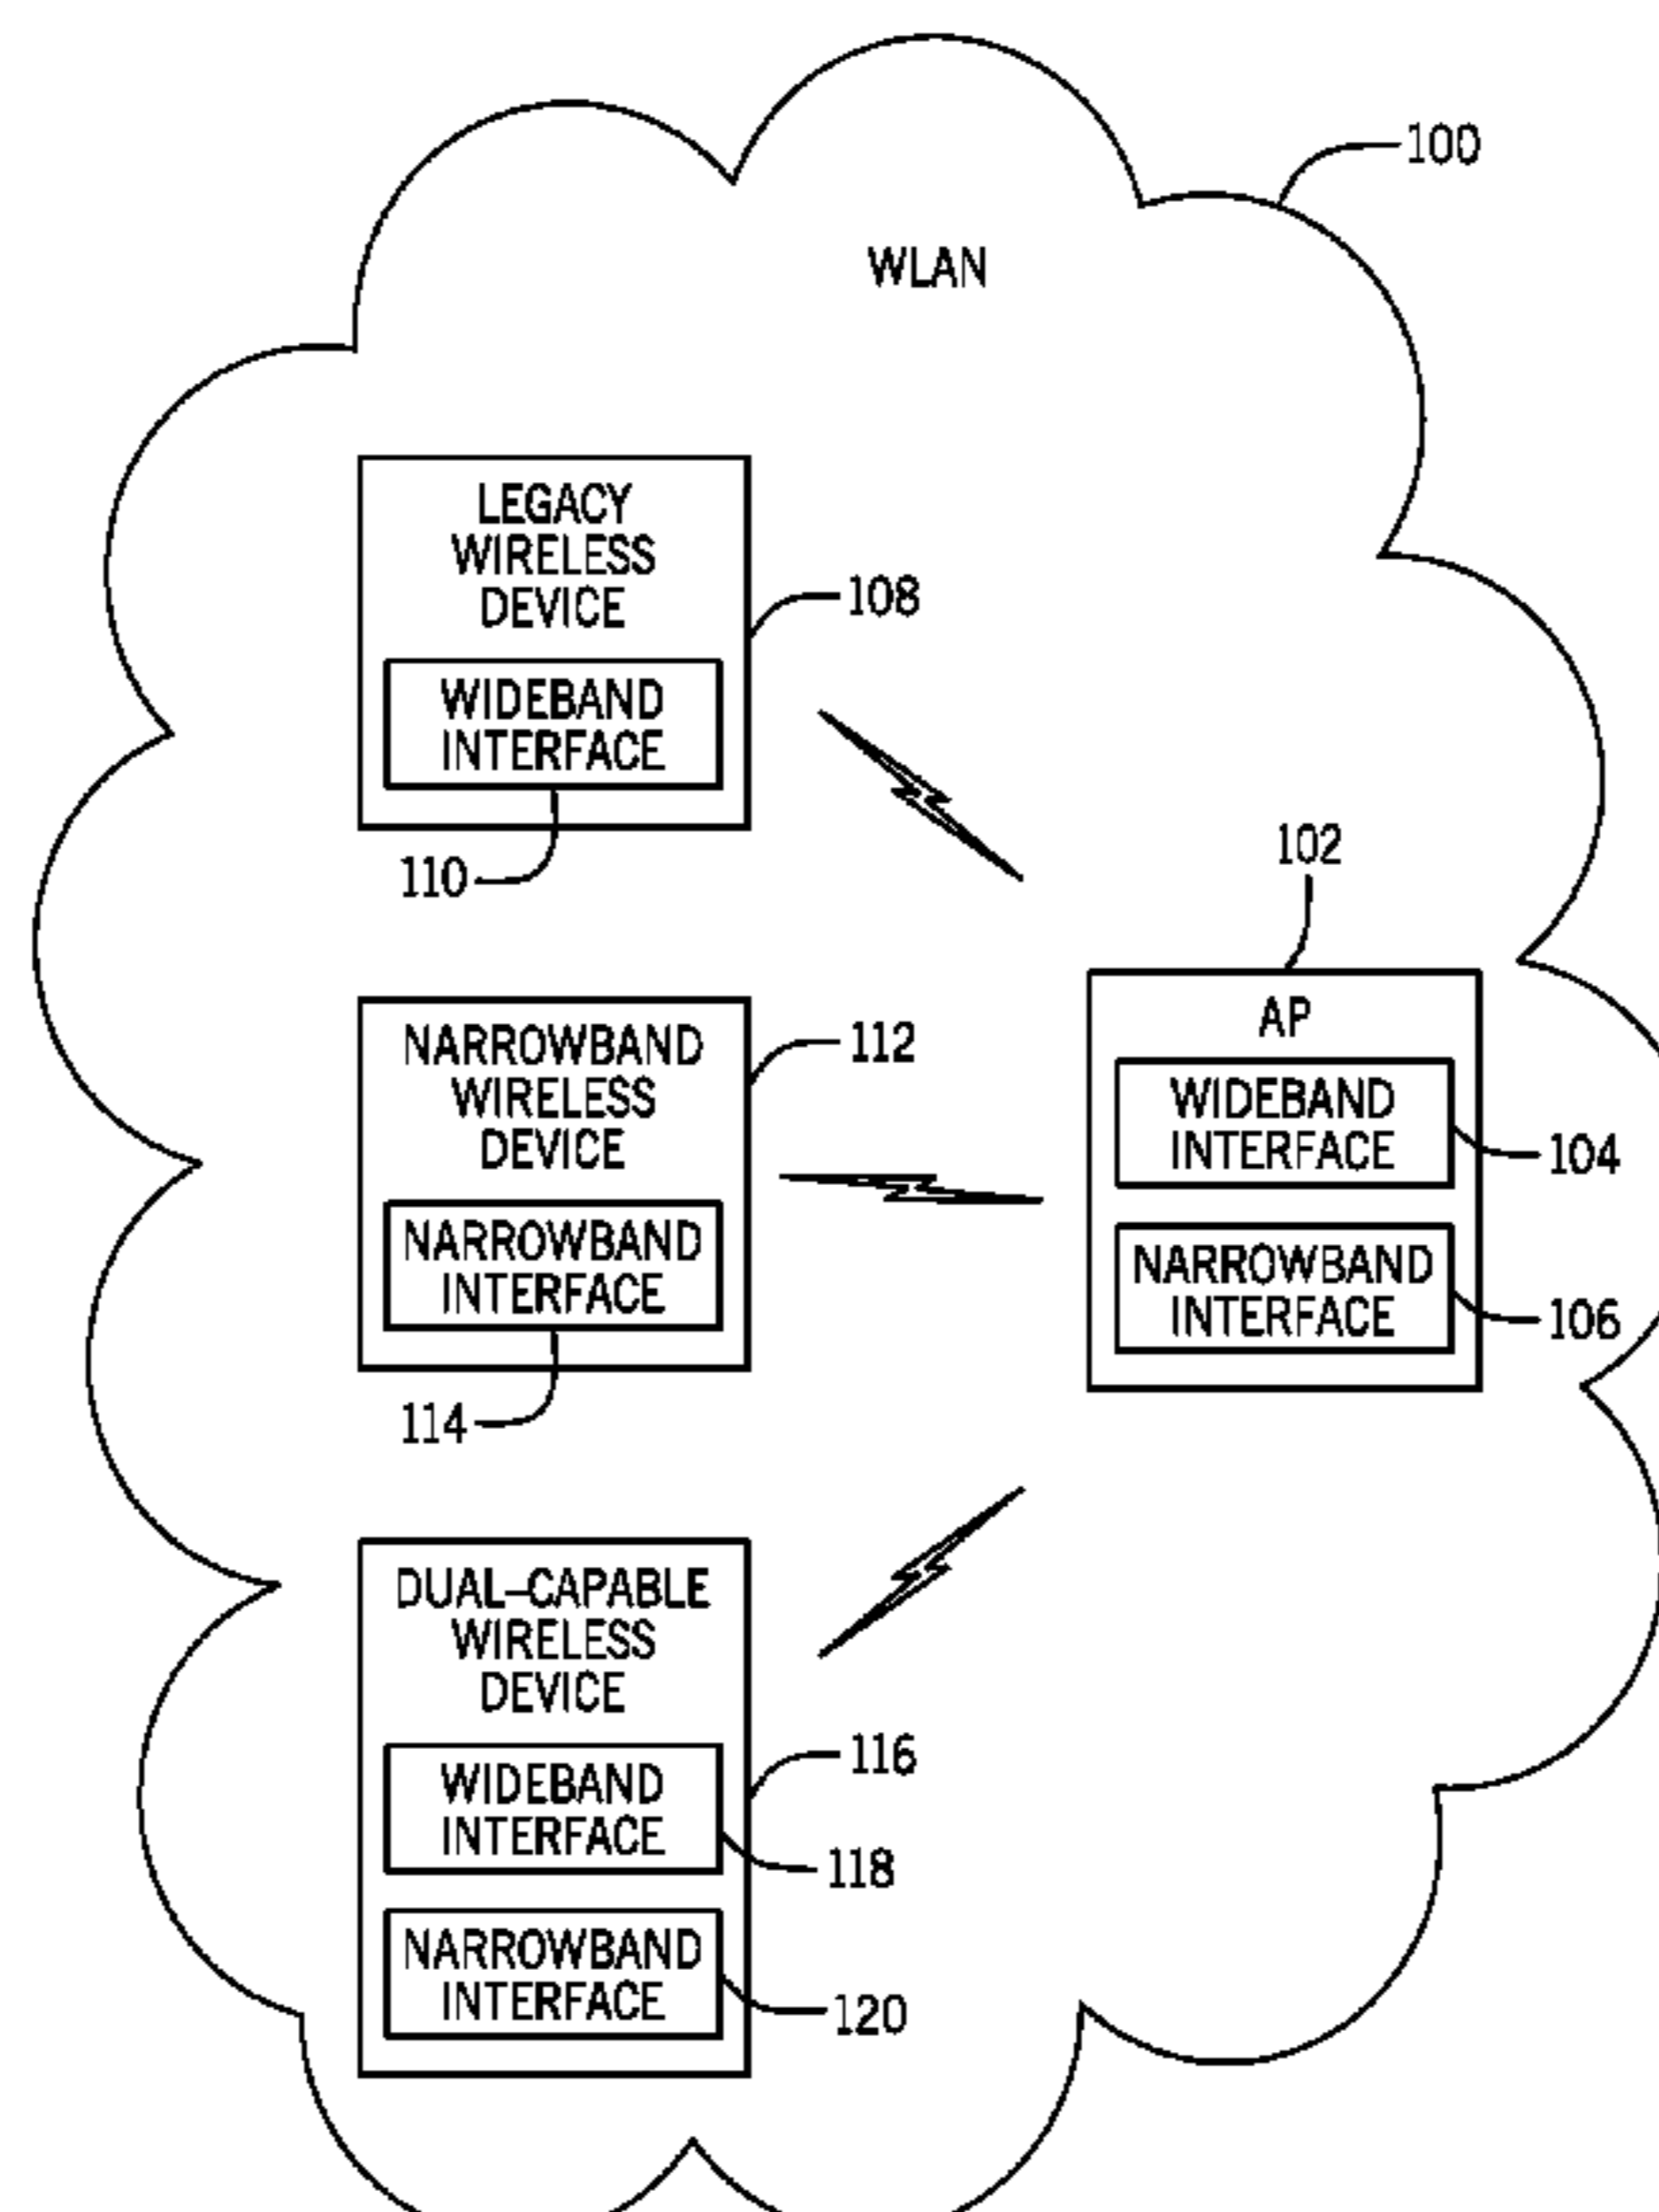 100
WLAN
LEGACY
WIRELESS
DEVICE
108
WIDEBAND
INTERFACE
110
102
AP
WIDEBAND
INTERFACE
104
NARROWBAND
INTERFACE
106
NARROWBAND
WIRELESS
DEVICE
112
NARROWBAND
INTERFACE
114
DUAL–CAPABLE
WIRELESS
DEVICE
116
WIDEBAND
INTERFACE
118
NARROWBAND
INTERFACE
120